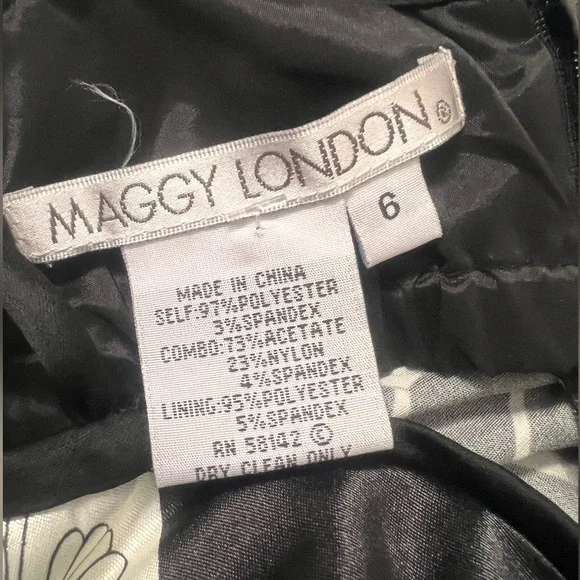 MAGGY LONDON®
6
MADE IN CHINA
SELF:97%POLYESTER
3%SPANDEX
COMBO:73%ACETATE
23%NYLON
4%SPANDEX
LINING:95%POLYESTER
5%SPANDEX
RN 58142 ©
DRY CLEAN ONLY